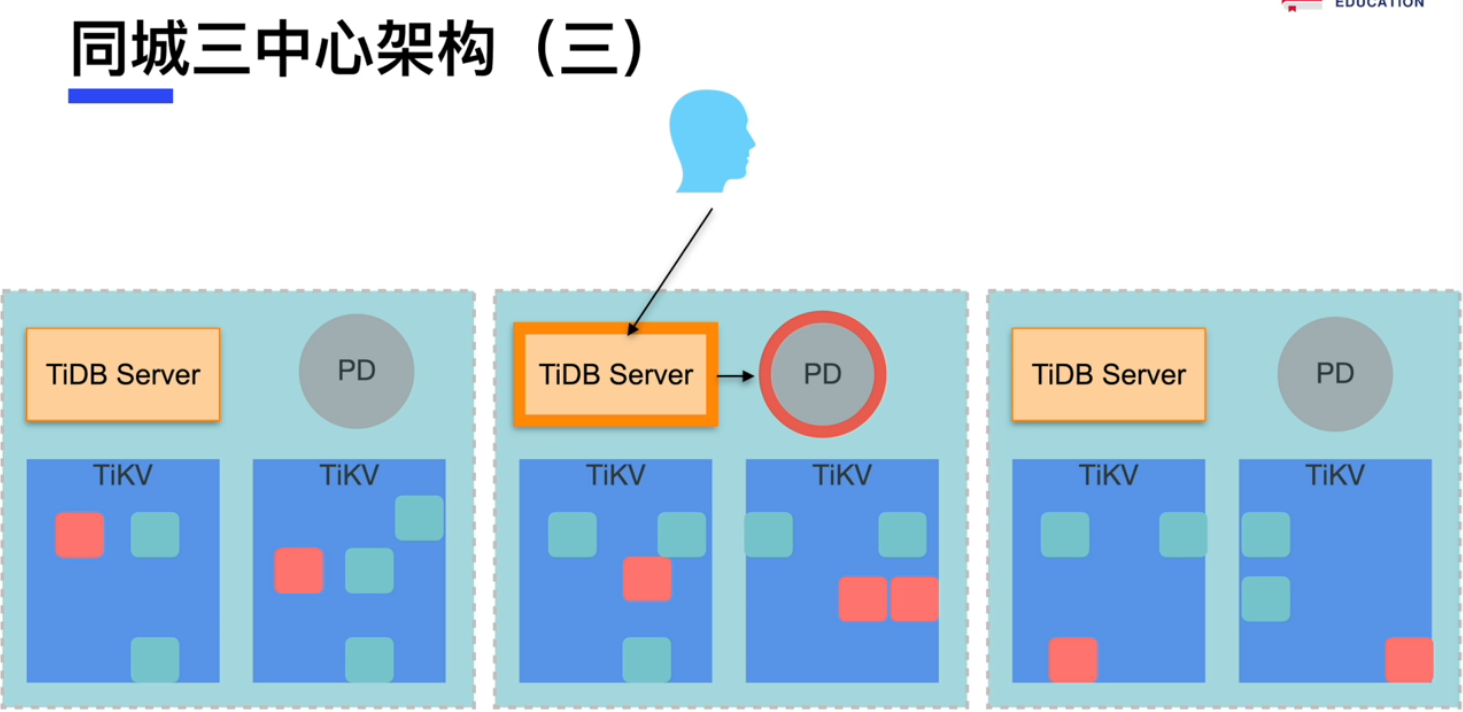 EDUCATION
同城三中心架构（三）
TiDB Server
PD
TiDB Server
PD
TiDB Server
PD
TiKV
TiKV
TiKV
TiKV
TiKV
TiKV